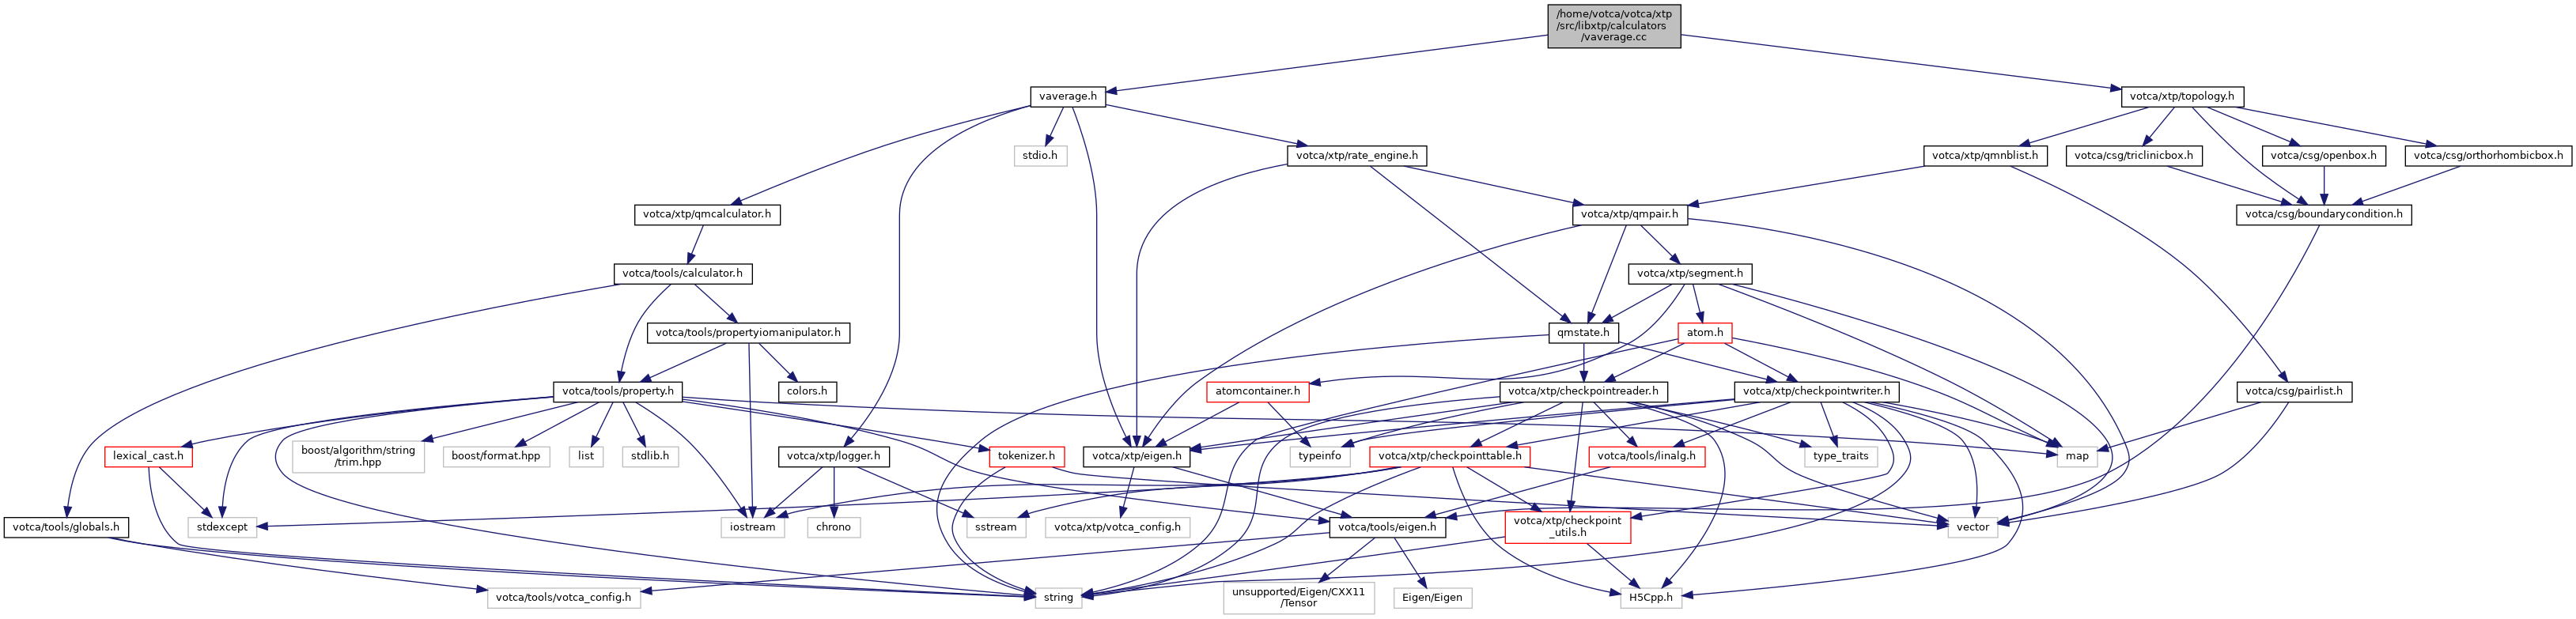 /home/votca/votca/xtp
/src/libxtp/calculators
/vaverage.cc
vaverage.h
votca/xtp/topology.h
stdio.h
votca/xtp/rate_engine.h
votca/xtp/qmnblist.h
votca/csg/triclinicbox.h
votca/csg/openbox.h
votca/csg/orthorhombicbox.h
votca/xtp/qmcalculator.h
votca/xtp/qmpair.h
votca/csg/boundarycondition.h
votca/tools/calculator.h
votca/xtp/segment.h
votca/tools/propertyiomanipulator.h
qmstate.h
atom.h
votca/tools/property.h
colors.h
atomcontainer.h
votca/xtp/checkpointreader.h
votca/xtp/checkpointwriter.h
votca/csg/pairlist.h
lexical_cast.h
boost/algorithm/string
/trim.hpp
boost/format.hpp
list
stdlib.h
votca/xtp/logger.h
tokenizer.h
votca/xtp/eigen.h
typeinfo
votca/xtp/checkpointtable.h
votca/tools/linalg.h
type_traits
map
votca/tools/globals.h
stdexcept
iostream
chrono
sstream
votca/xtp/votca_config.h
votca/tools/eigen.h
votca/xtp/checkpoint
_utils.h
vector
votca/tools/votca_config.h
string
unsupported/Eigen/CXX11
/Tensor
Eigen/Eigen
H5Cpp.h